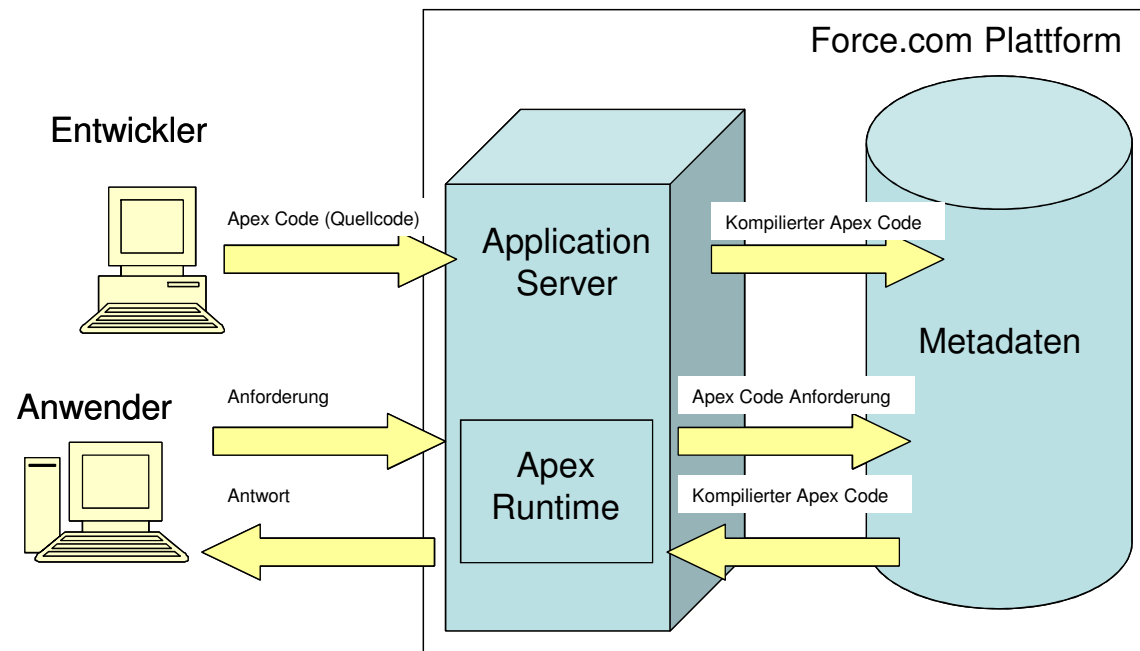 Force.com Plattform
Entwickler
Apex Code (Quellcode)
Application
Server
Kompilierter Apex Code
Metadaten
Anwender
Anforderung
Apex Code Anforderung
Apex
Runtime
Antwort
Kompilierter Apex Code